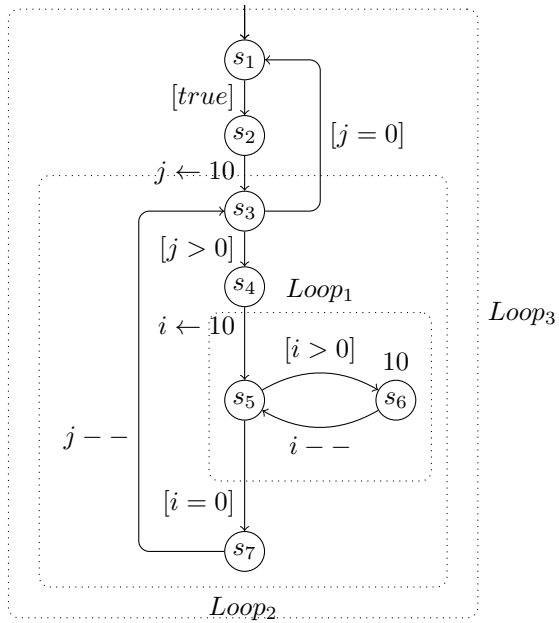 s1
[true]
s2
[j = 0]
j ← 10
s3
[j > 0]
s4
Loop1
i ← 10
Loop3
[i > 0]
10
s5
s6
j - -
i - -
[i = 0]
s7
Loop2